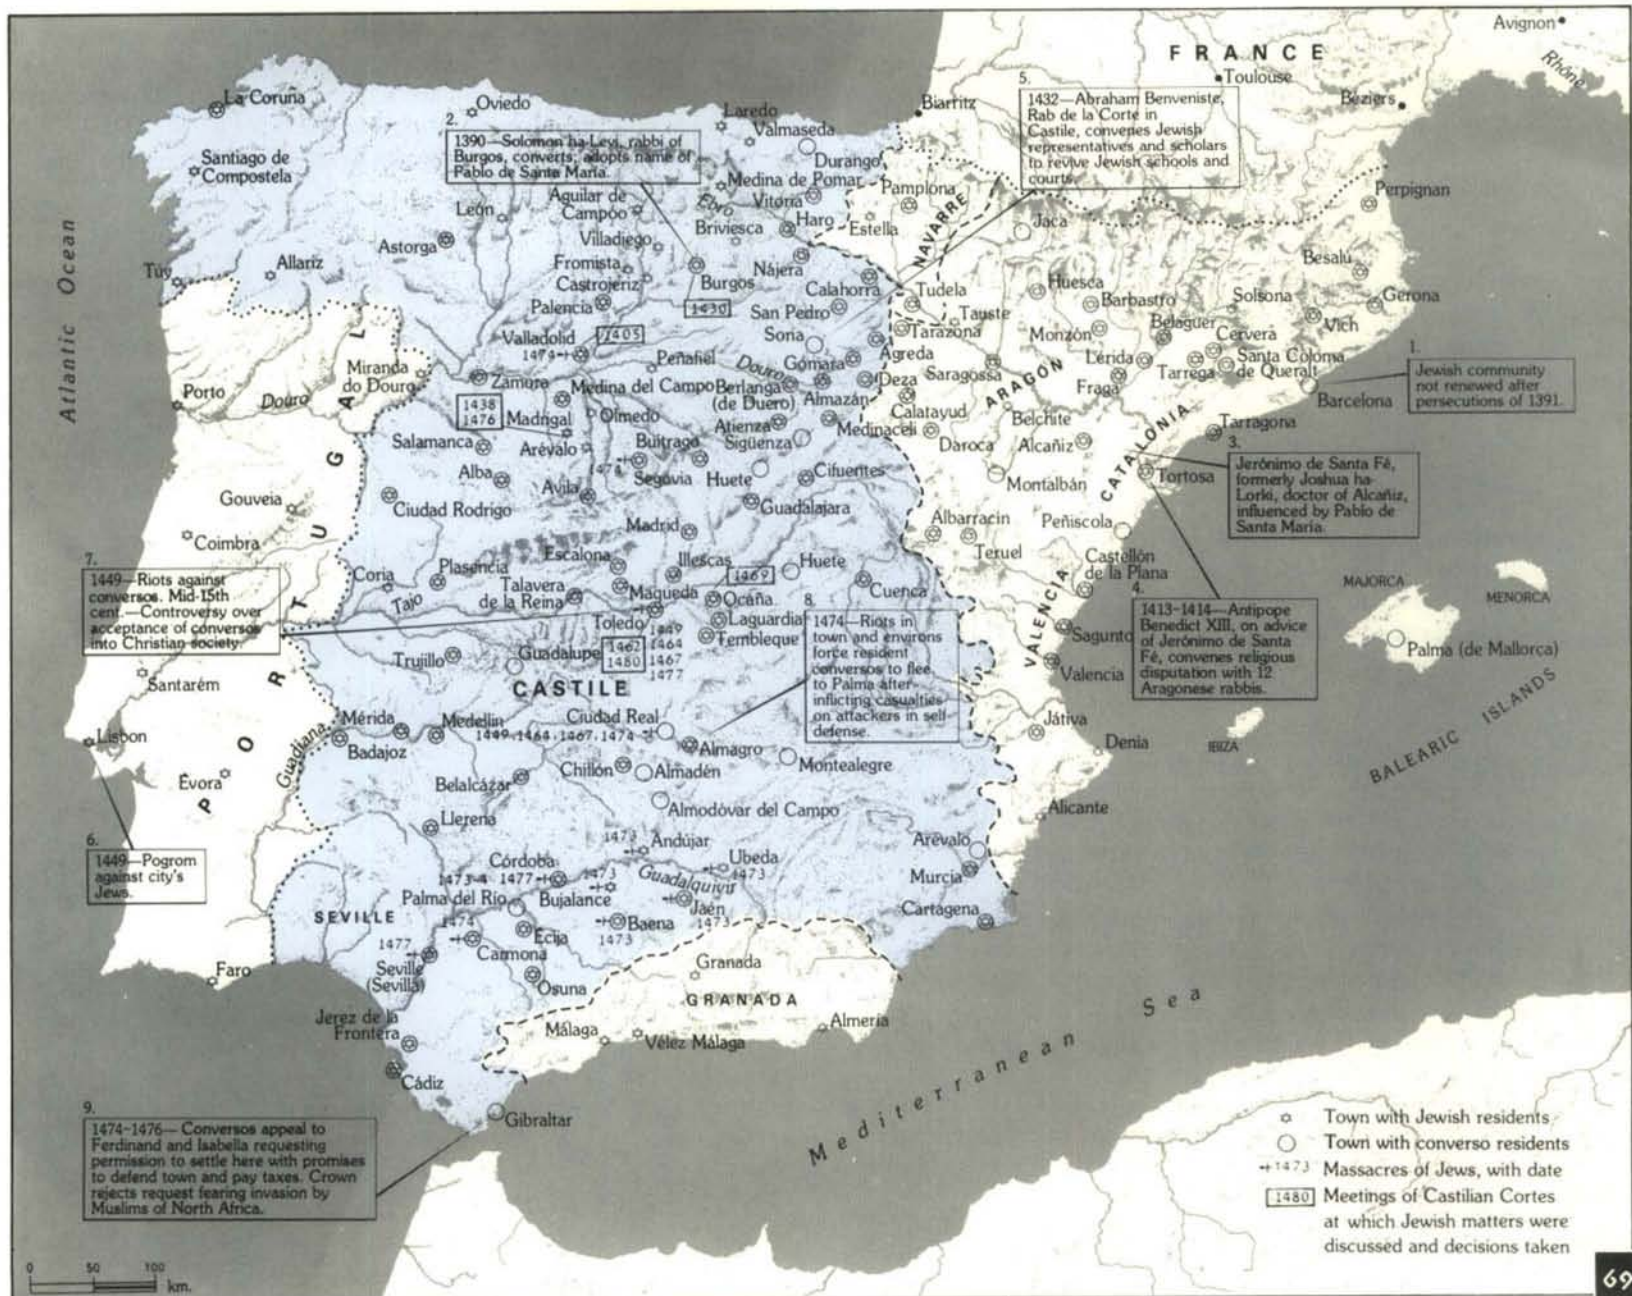 FRANCE
Avignon
Rhône
Toulouse
Béziers
Biarritz
Perpignan
La Coruña
Oviedo
Laredo
Valmaseda
Durango
Santiago de
Compostela
2.
1390—Solomon ha-Levi, rabbi of
Burgos, converts; adopts name of
Pablo de Santa María.
5.
1432—Abraham Benveniste,
Rab de la Corte in
Castile, convenes Jewish
representatives and scholars
to revive Jewish schools and
courts.
Medina de Pomar
Pamplona
Vitoria
Ebro
Aguilar de
Campóo
León
Haro
Briviesca
Estella
NAVARRE
Jaca
Astorga
Villadiego
Tuy
Allariz
Fromista
Castrojeriz
Burgos
Nájera
Calahorra
Tudela
Huesca
Barbastro
Besalú
Solsona
Gerona
Palencia
1430
San Pedro
Tauste
Monzón
Belaguer
Cervera
Vich
Valladolid
1405
1474
Sona
Tarazona
Agreda
Gómara
Peñafiel
Douro
Saragossa
Lérida
Tarrega
Santa Coloma
de Queralt
Fraga
ARAGÓN
1.
Jewish community
not renewed after
persecutions of 1391.
Barcelona
Miranda
do Douro
Zamora
Medina del Campo
Berlanga
(de Duero)
Deza
Almazán
Calatayud
Belchite
Porto
Douro
1438
1476
Madrigal
Olmedo
Atienza
Medinaceli
Daroca
Alcañiz
CATALONIA
Tarragona
Salamanca
Arévalo
Buitrago
Sigüenza
1474
Segovia
Huete
Cifuentes
Montalbán
Tortosa
3.
Jerónimo de Santa Fé,
formerly Joshua ha-
Lorki, doctor of Alcañiz,
influenced by Pablo de
Santa María.
Alba
Avila
Gouveia
Ciudad Rodrigo
Guadalajara
Coimbra
Madrid
Albarracin
Teruel
Peñiscola
PORTUGAL
Atlantic Ocean
7.
1449—Riots against
conversos. Mid-15th
cent.—Controversy over
acceptance of conversos
into Christian society.
Coria
Plasencia
Tajo
Escalona
Illescas
Talavera
de la Reina
Maqueda
1469
Huete
Ocaña
Cuenca
Castellón
de la Plana
MAJORCA
MENORCA
Toledo
1449
1464
1467
1477
1462
1480
Laguardia
Tembleque
8.
1474—Riots in
town and environs
force resident
conversos to flee
to Palma after
inflicting casualties
on attackers in self-
defense.
VALENCIA
Sagunto
Valencia
4.
1413-1414—Antipope
Benedict XIII, on advice
of Jerónimo de Santa
Fé, convenes religious
disputation with 12
Aragonese rabbis.
Palma (de Mallorca)
Trujillo
Guadalupe
CASTILE
Santarém
Lisbon
Mérida
Medellin
Ciudad Real
1449·1464·1467·1474
Badajoz
Guadiana
Almagro
Játiva
Denia
IBIZA
BALEARIC ISLANDS
Évora
Chillón
Almadén
Montealegre
Belalcázar
Almodóvar del Campo
Alicante
Llerena
6.
1449—Pogrom
against city's
Jews.
1473
Andújar
Arévalo
Córdoba
1473-4 1477
1473
Ubeda
1473
Guadalquivir
Murcia
Palma del Río
Bujalance
Jaén
1473
Cartagena
SEVILLE
1474
Baena
1473
Ecija
1477
Carmona
Seville
(Sevilla)
Osuna
Granada
GRANADA
Faro
Jerez de la
Frontera
Málaga
Vélez Málaga
Almería
Cádiz
Gibraltar
Mediterranean Sea
9.
1474-1476— Conversos appeal to
Ferdinand and Isabella requesting
permission to settle here with promises
to defend town and pay taxes. Crown
rejects request fearing invasion by
Muslims of North Africa.
Town with Jewish residents
Town with converso residents
1473 Massacres of Jews, with date
1480 Meetings of Castilian Cortes
at which Jewish matters were
discussed and decisions taken
0 50 100
km.
69